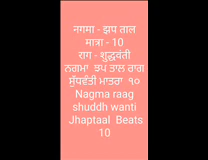 नगमा - झप ताल
मात्रा - 10
राग - शुद्धवंती
ਨਗਮਾ ਝਪ ਤਾਲ ਰਾਗ
ਸੁੱਧਵੰਤੀ ਮਾਤਰਾ ੧੦
Nagma raag
shuddh wanti
Jhaptaal Beats
10